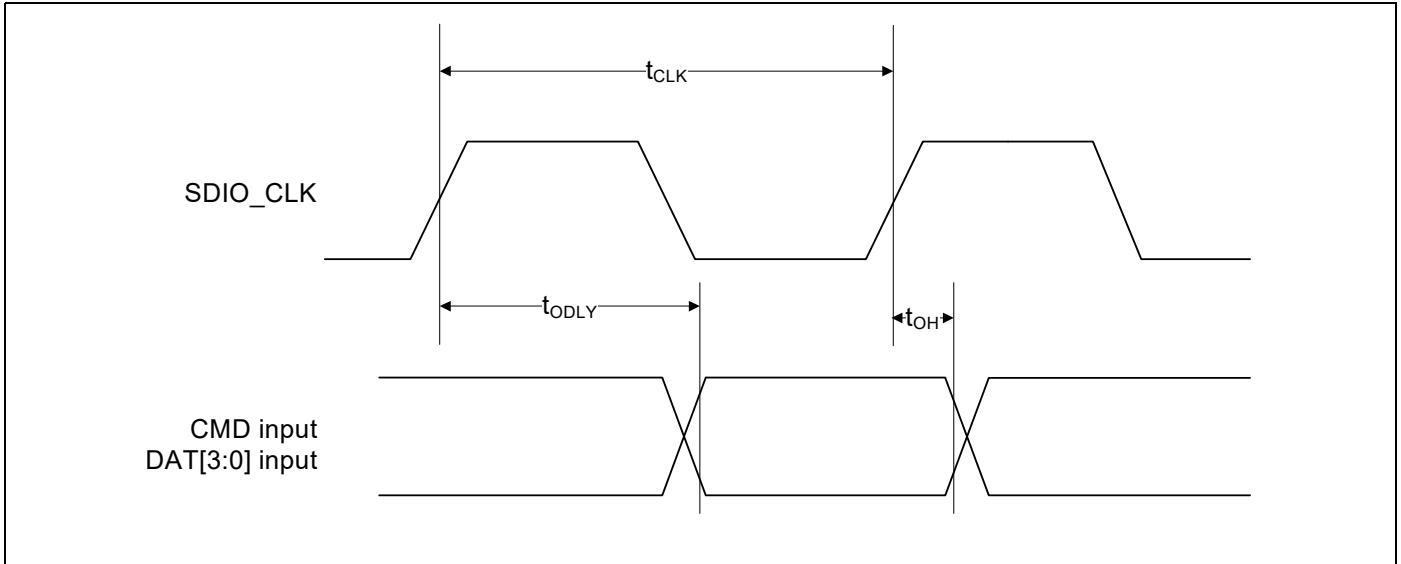 tCLK
SDIO_CLK
tODLY
tOH
CMD input
DAT[3:0] input